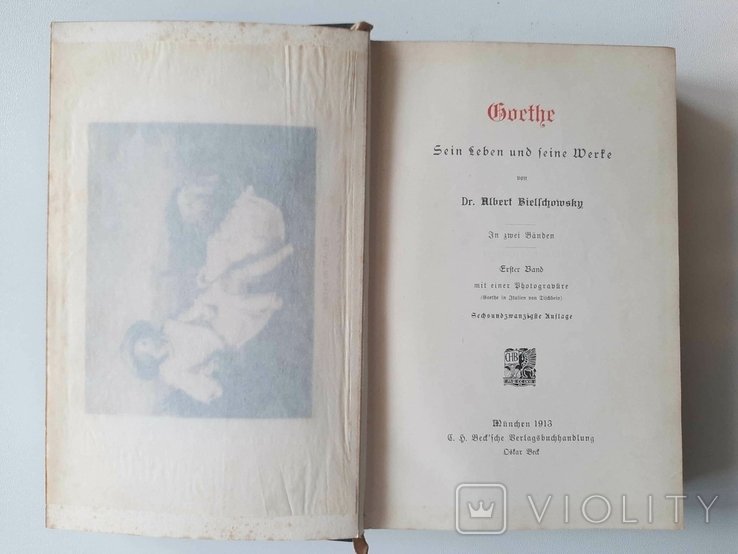 Goethe
Sein Leben und seine Werke
von
Dr. Albert Bielschowsky
In zwei Bänden
Erster Band
mit einer Photogravüre
(Goethe in Italien von Tischbein)
Sechsundzwanzigste Auflage
CHB
München 1913
C. H. Beck'sche Verlagsbuchhandlung
Oskar Beck
VIOLITY